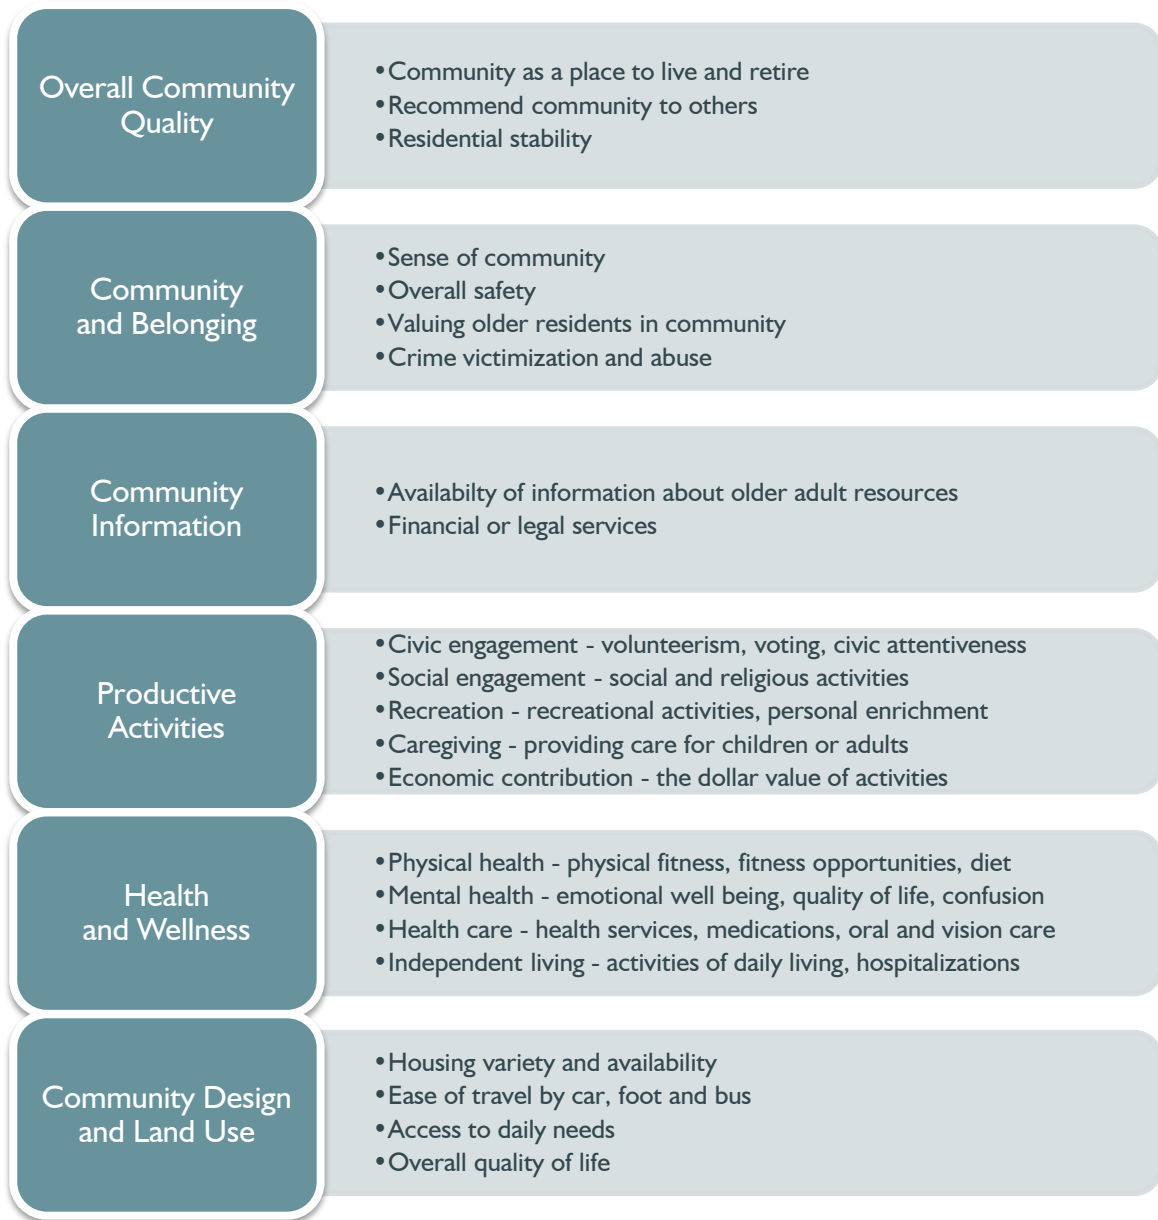 Overall Community
Quality
•Community as a place to live and retire
•Recommend community to others
•Residential stability
Community
and Belonging
•Sense of community
•Overall safety
•Valuing older residents in community
•Crime victimization and abuse
Community
Information
•Availabilty of information about older adult resources
•Financial or legal services
Productive
Activities
•Civic engagement - volunteerism, voting, civic attentiveness
•Social engagement - social and religious activities
•Recreation - recreational activities, personal enrichment
•Caregiving - providing care for children or adults
•Economic contribution - the dollar value of activities
Health
and Wellness
•Physical health - physical fitness, fitness opportunities, diet
•Mental health - emotional well being, quality of life, confusion
•Health care - health services, medications, oral and vision care
•Independent living - activities of daily living, hospitalizations
Community Design
and Land Use
•Housing variety and availability
•Ease of travel by car, foot and bus
•Access to daily needs
•Overall quality of life